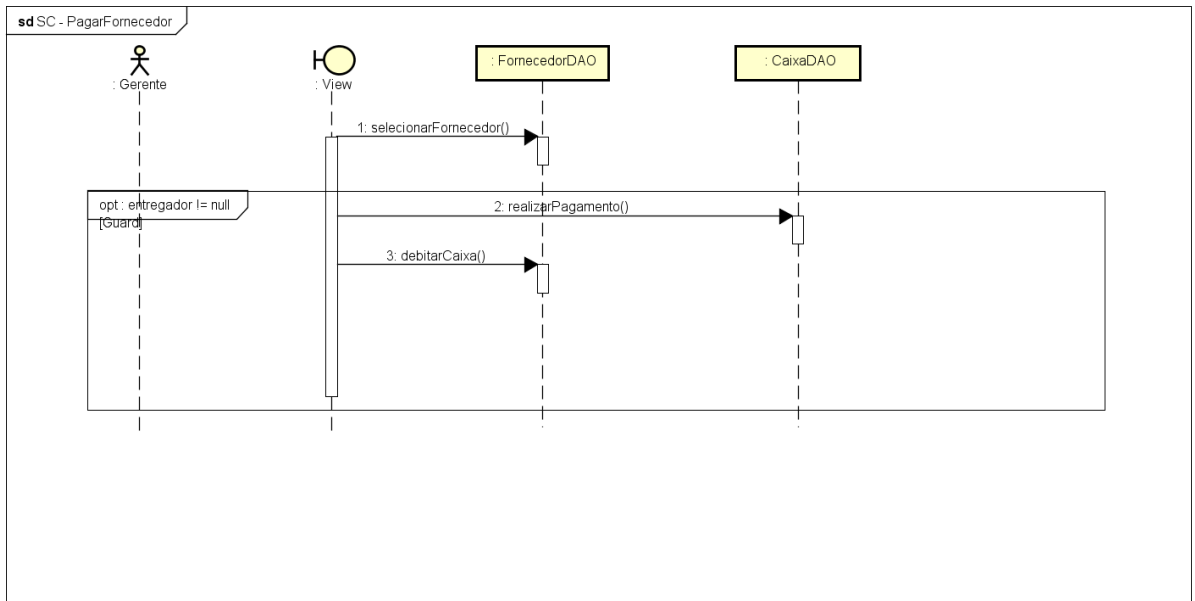 sd SC - PagarFornecedor
: Gerente
: View
: FornecedorDAO
: CaixaDAO
1: selecionarFornecedor()
opt : entregador != null
[Guard]
2: realizarPagamento()
3: debitarCaixa()